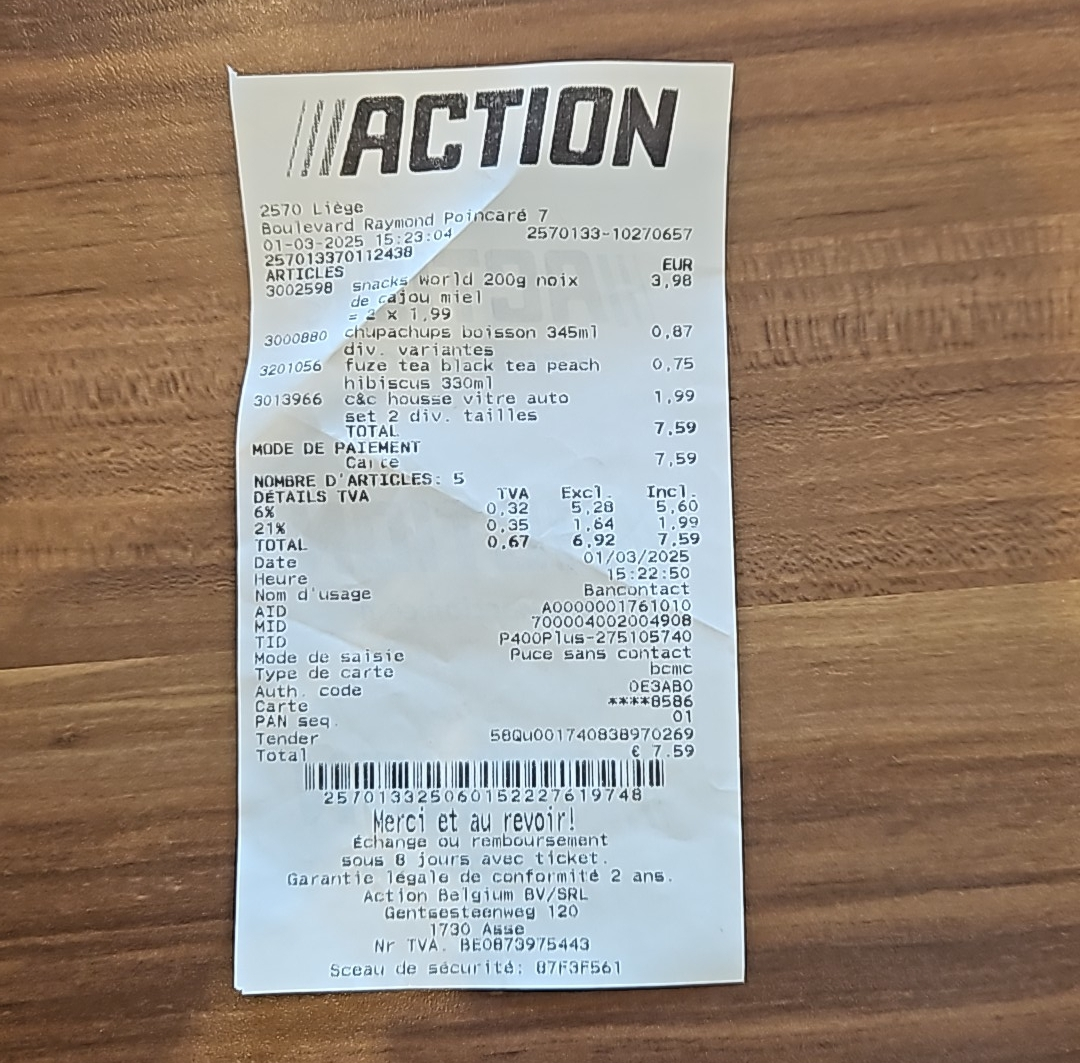 ACTION
2570 Liège
Boulevard Raymond Poincaré 7
01-03-2025 15:23:04 2570133-10270657
257013370112438
ARTICLES EUR
3002598 snacks world 200g noix 3,98
de cajou miel
= 2 x 1,99
3000880 chupachups boisson 345ml 0,87
div. variantes
3201056 fuze tea black tea peach 0,75
hibiscus 330ml
3013966 c&c housse vitre auto 1,99
set 2 div. tailles
TOTAL 7,59
MODE DE PAIEMENT
Carte 7,59
NOMBRE D'ARTICLES: 5
DÉTAILS TVA TVA Excl. Incl.
6% 0,32 5,28 5,60
21% 0,35 1,64 1,99
TOTAL 0,67 6,92 7,59
Date 01/03/2025
Heure 15:22:50
Nom d'usage Bancontact
AID A0000001761010
MID 700004002004908
TID P400Plus-275105740
Mode de saisie Puce sans contact
Type de carte bcmc
Auth. code 0E3AB0
Carte ****8586
PAN seq. 01
Tender 58Qu001740838970269
Total € 7.59
257013325060152227619748
Merci et au revoir!
Échange ou remboursement
sous 8 jours avec ticket.
Garantie légale de conformité 2 ans.
Action Belgium BV/SRL
Gentsesteenweg 120
1730 Asse
Nr TVA. BE0873975443
Sceau de sécurité: 87F3F561